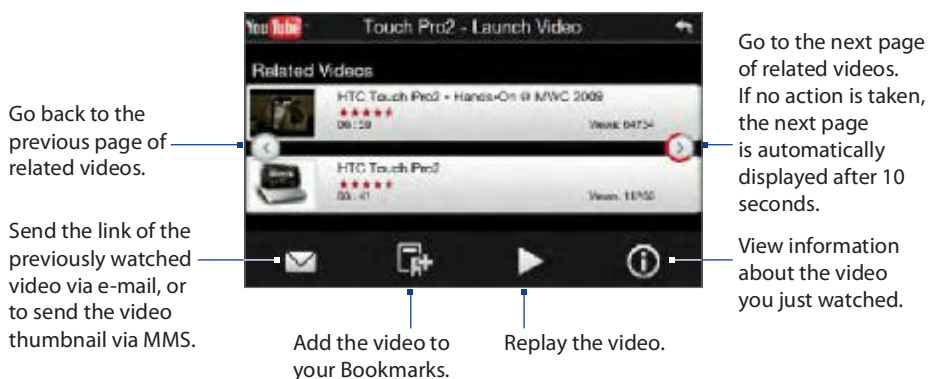 You Tube
Touch Pro2 - Launch Video
Related Videos
HTC Touch Pro2 - Hands-On @ MWC 2009
Views: 64734
HTC Touch Pro2
Go back to the
previous page of
related videos.
Send the link of the
previously watched
video via e-mail, or
to send the video
thumbnail via MMS.
Add the video to
your Bookmarks.
Replay the video.
Go to the next page
of related videos.
If no action is taken,
the next page
is automatically
displayed after 10
seconds.
View information
about the video
you just watched.